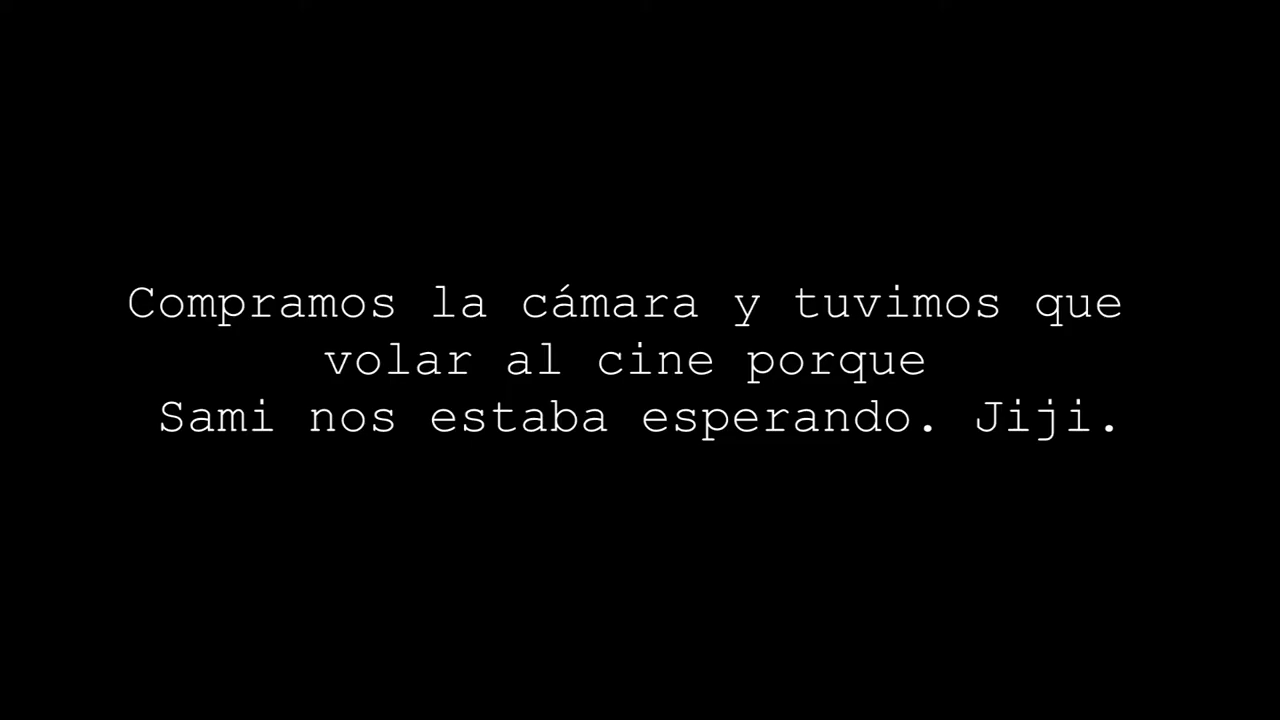 Compramos la cámara y tuvimos que
volar al cine porque
Sami nos estaba esperando. Jiji.